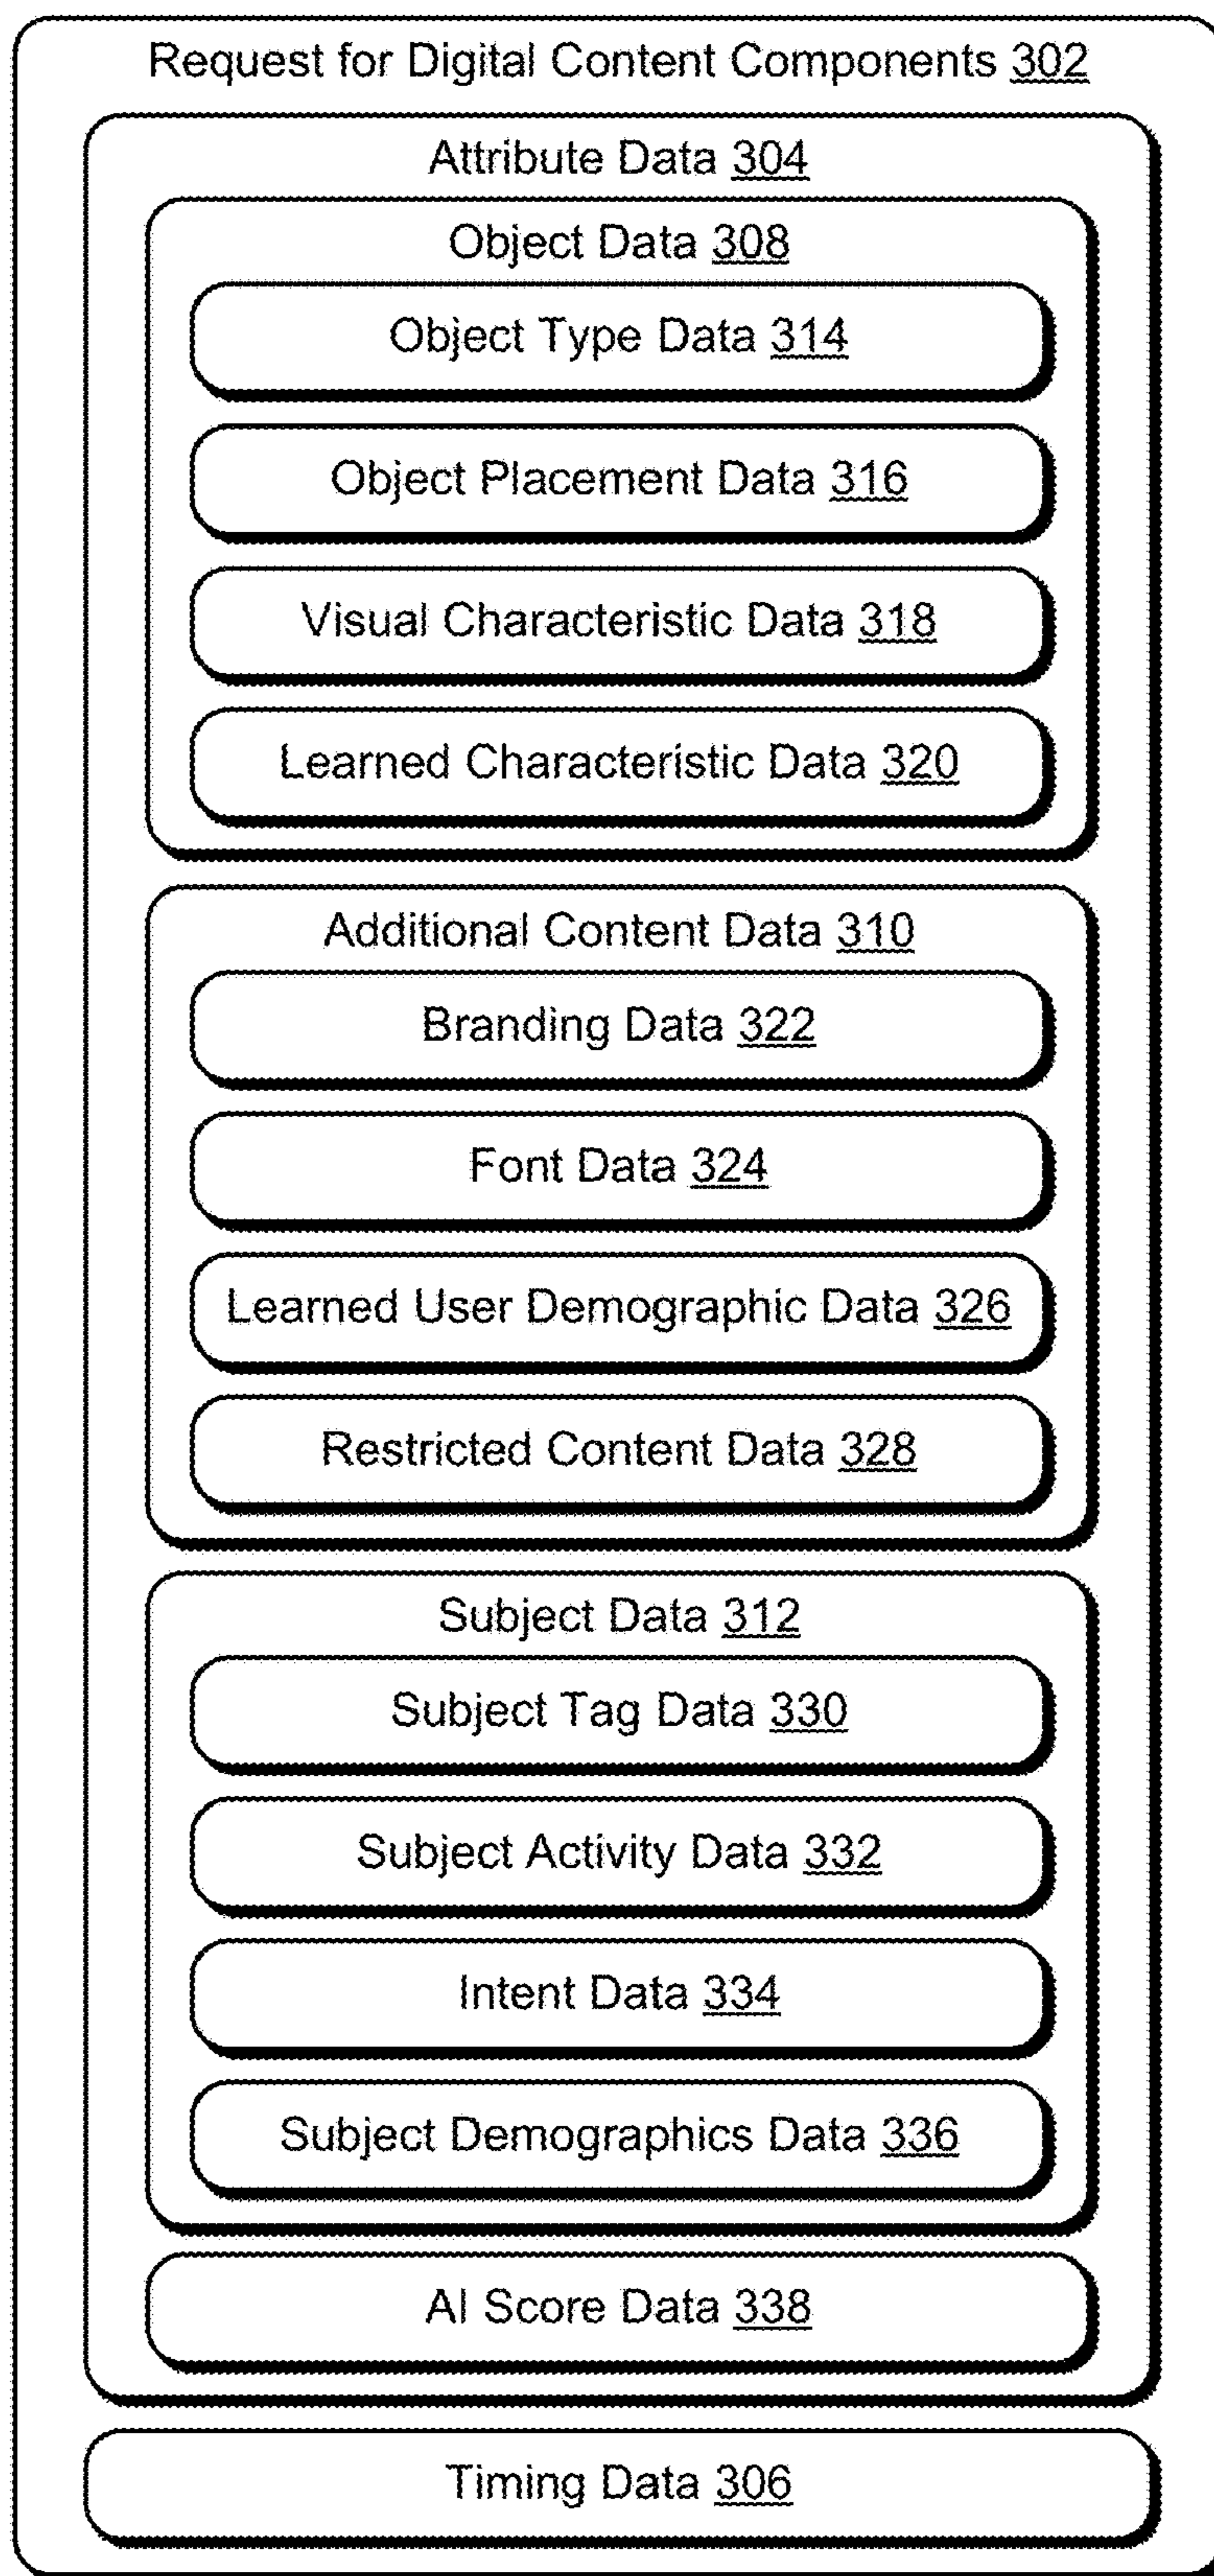 Request for Digital Content Components 302
Attribute Data 304
Object Data 308
Object Type Data 314
Object Placement Data 316
Visual Characteristic Data 318
Learned Characteristic Data 320
Additional Content Data 310
Branding Data 322
Font Data 324
Learned User Demographic Data 326
Restricted Content Data 328
Subject Data 312
Subject Tag Data 330
Subject Activity Data 332
Intent Data 334
Subject Demographics Data 336
AI Score Data 338
Timing Data 306